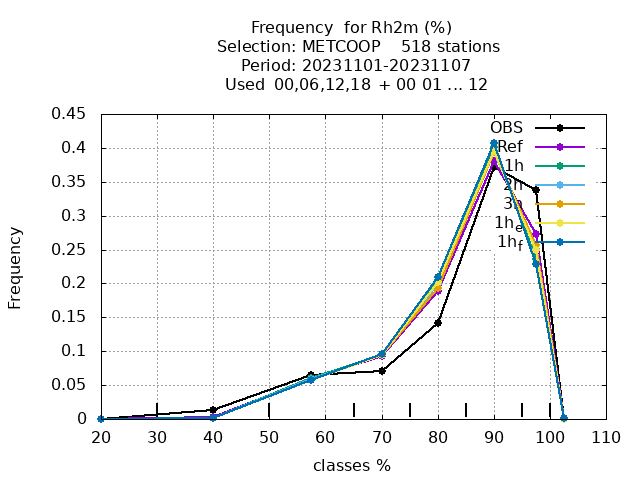 Frequency for Rh2m (%)
Selection: METCOOP 518 stations
Period: 20231101-20231107
Used 00,06,12,18 + 00 01 ... 12
0.45
0.4
0.35
0.3
0.25
0.2
0.15
0.1
0.05
0
Frequency
OBS
Ref
1h
2h
3h
1h_e
1h_f
20 30 40 50 60 70 80 90 100 110
classes %